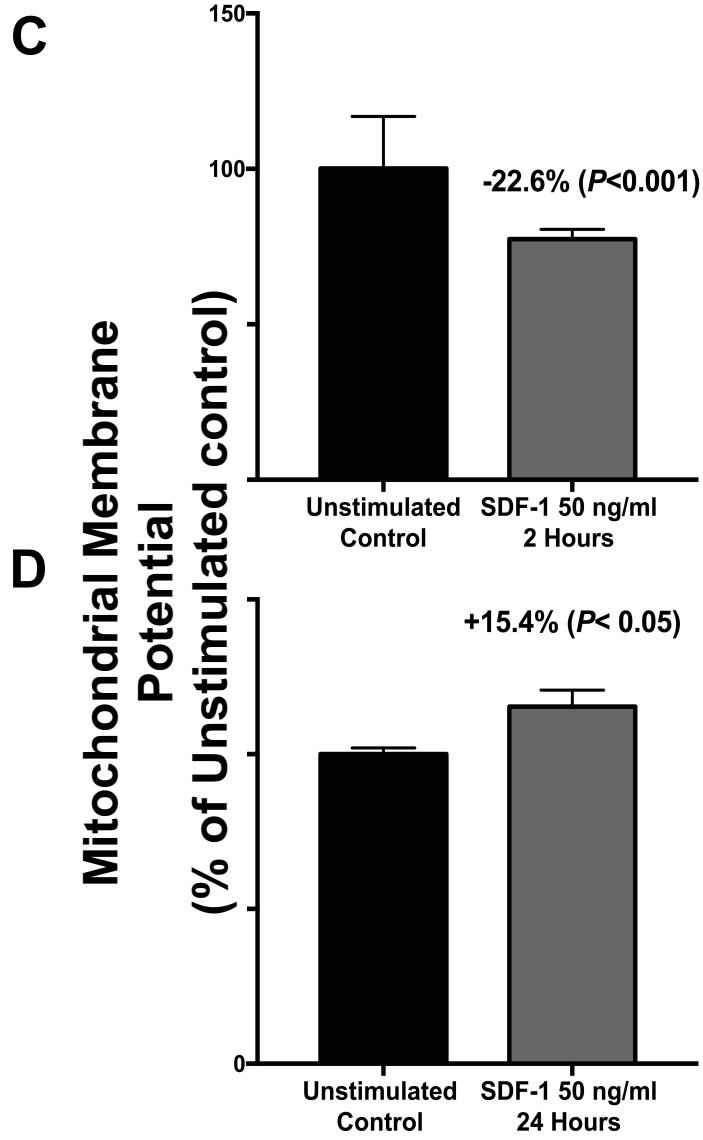 C
150
100
-22.6% (P<0.001)
Unstimulated
Control
SDF-1 50 ng/ml
2 Hours
Mitochondrial Membrane
Potential
(% of Unstimulated control)
D
+15.4% (P< 0.05)
0
Unstimulated
Control
SDF-1 50 ng/ml
24 Hours